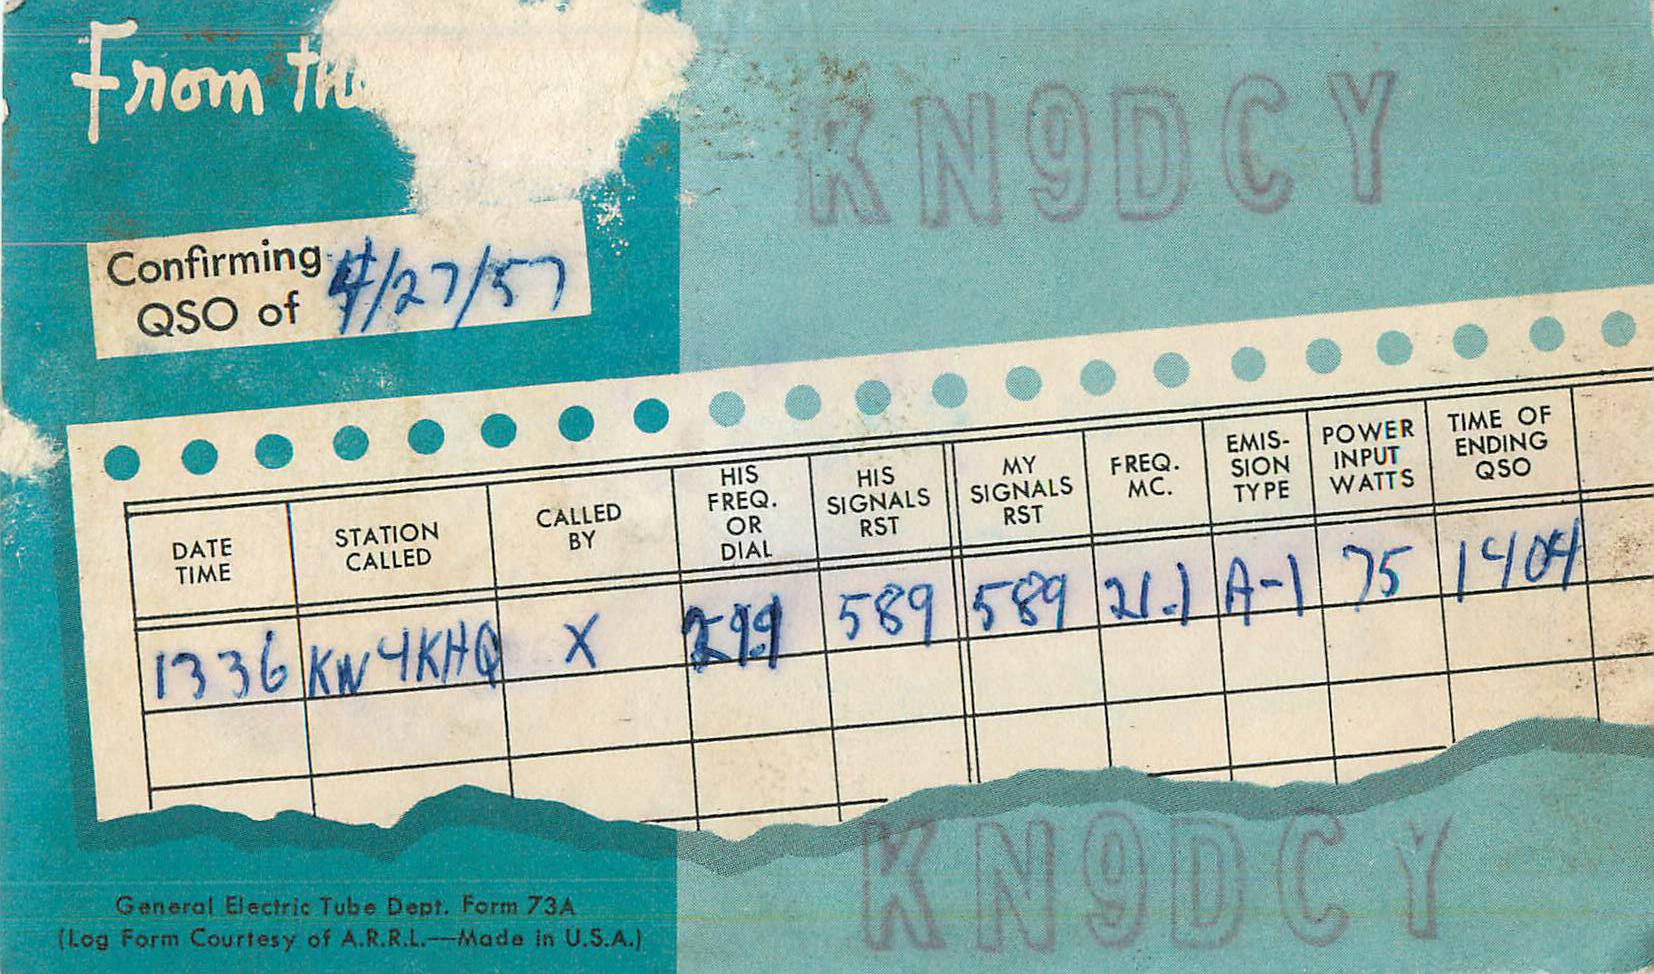 From the
KN9DCY
Confirming
QSO of 4/27/57
DATE TIME
STATION CALLED
CALLED BY
HIS FREQ. OR DIAL
HIS SIGNALS RST
MY SIGNALS RST
FREQ. MC.
EMIS-SION TYPE
POWER INPUT WATTS
TIME OF ENDING QSO
1336 KN4KHQ X 589 589 21.1 A-1 75 1404
KN9DCY
General Electric Tube Dept. Form 73A
(Log Form Courtesy of A.R.R.L.—Made in U.S.A.)